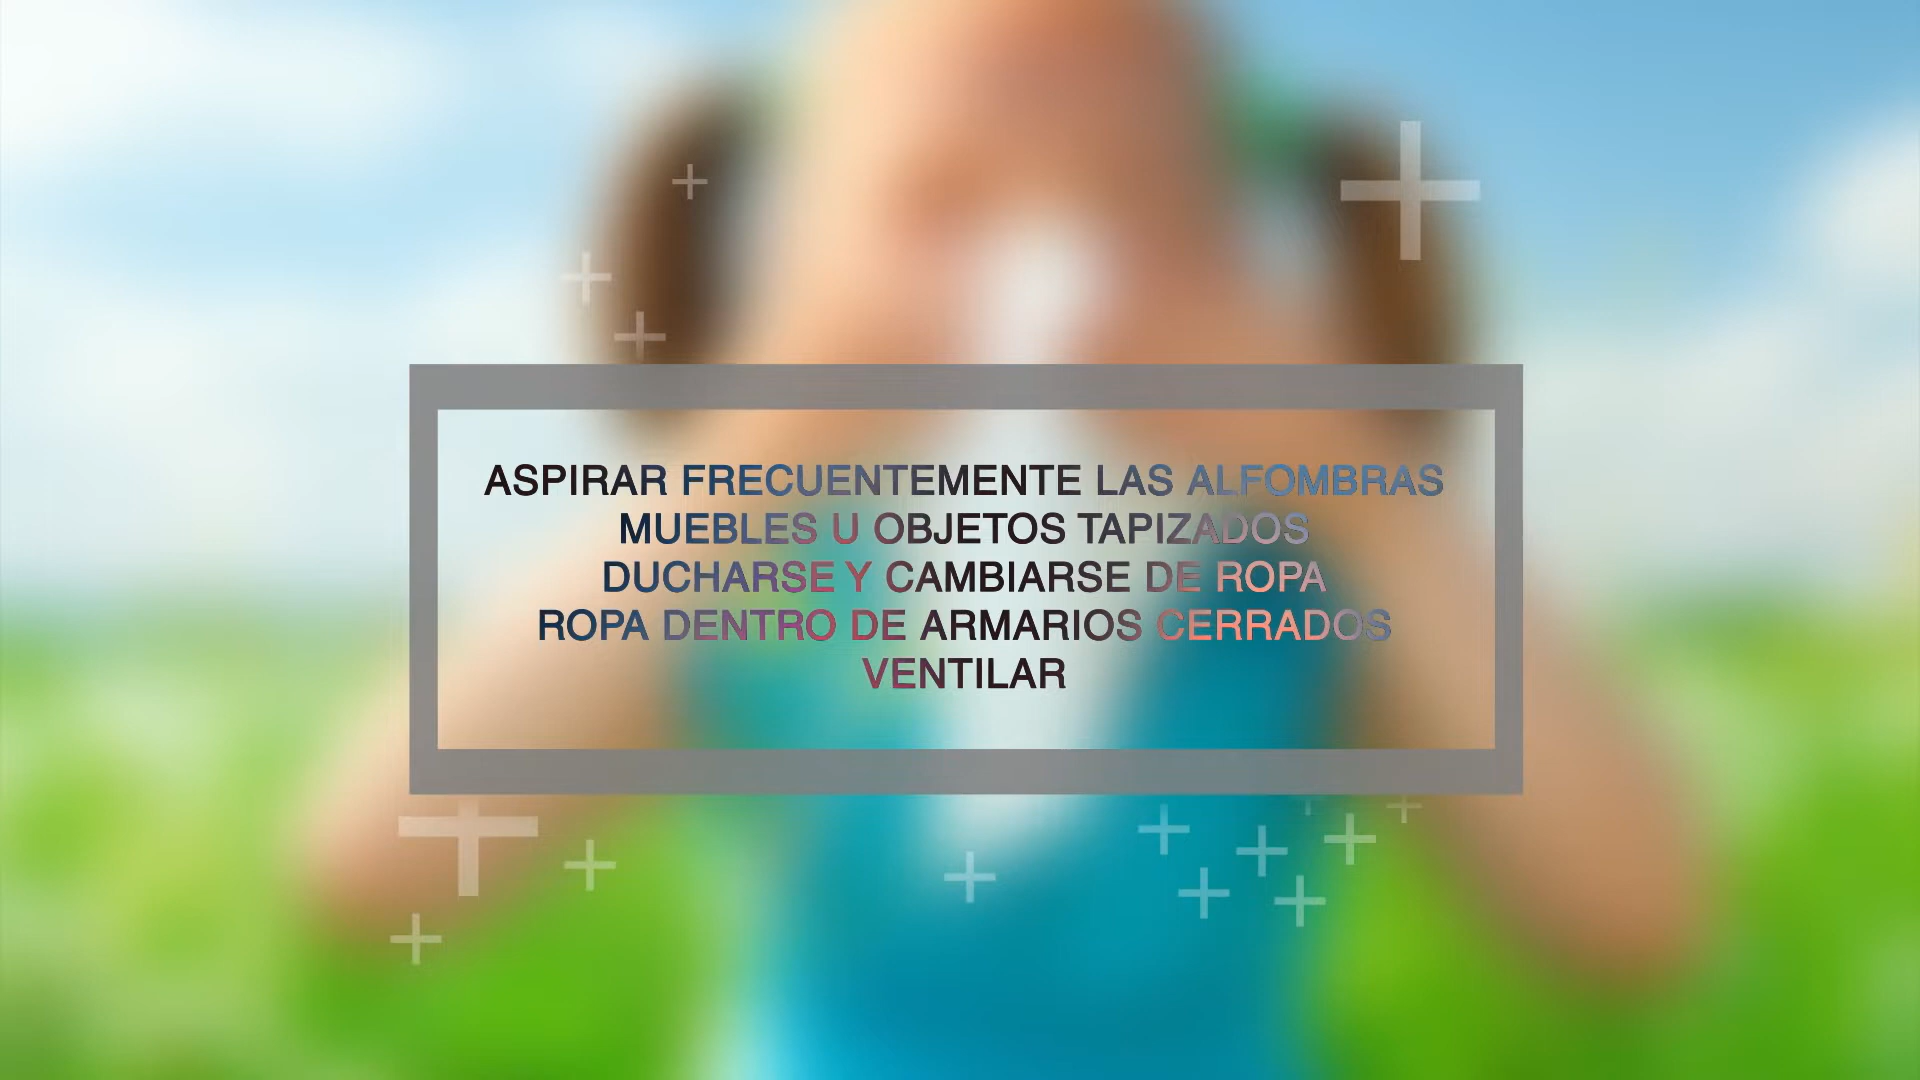 ASPIRAR FRECUENTEMENTE LAS ALFOMBRAS
MUEBLES U OBJETOS TAPIZADOS
DUCHARSE Y CAMBIARSE DE ROPA
ROPA DENTRO DE ARMARIOS CERRADOS
VENTILAR